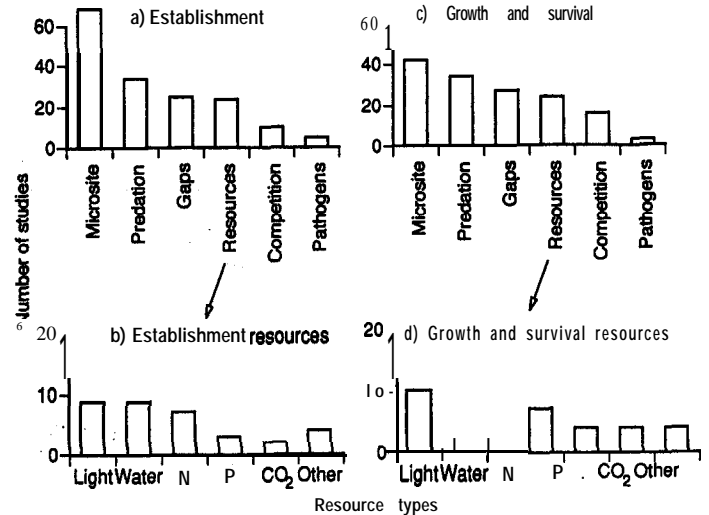 a) Establishment
60
40
20
0
Microsite
Predation
Gaps
Resources
Competition
Pathogens
c) Growth and survival
60
40
20
0
Microsite
Predation
Gaps
Resources
Competition
Pathogens
Number of studies
6
b) Establishment resources
20
10
0
Light Water N P CO2 Other
d) Growth and survival resources
20
10-
0
Light Water N P CO2 Other
Resource types